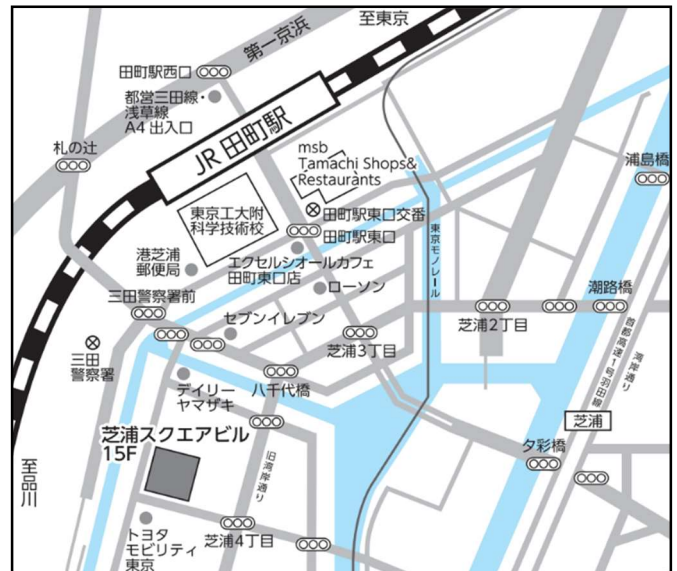 至東京
第一京浜
田町駅西口
都営三田線・
浅草線
A4 出入口
JR 田町駅
札の辻
msb
Tamachi Shops&
Restaurants
浦島橋
東京工大附
科学技術校
田町駅東口交番
田町駅東口
東京モノレール
港芝浦
郵便局
エクセルシオールカフェ
田町東口店
ローソン
三田警察署前
潮路橋
セブンイレブン
芝浦3丁目
芝浦2丁目
首都高速1号羽田線
湾岸通り
三田
警察署
デイリー
ヤマザキ
八千代橋
芝浦
芝浦スクエアビル
15F
夕彩橋
旧湾岸通り
至品川
トヨタ
モビリティ
東京
芝浦4丁目